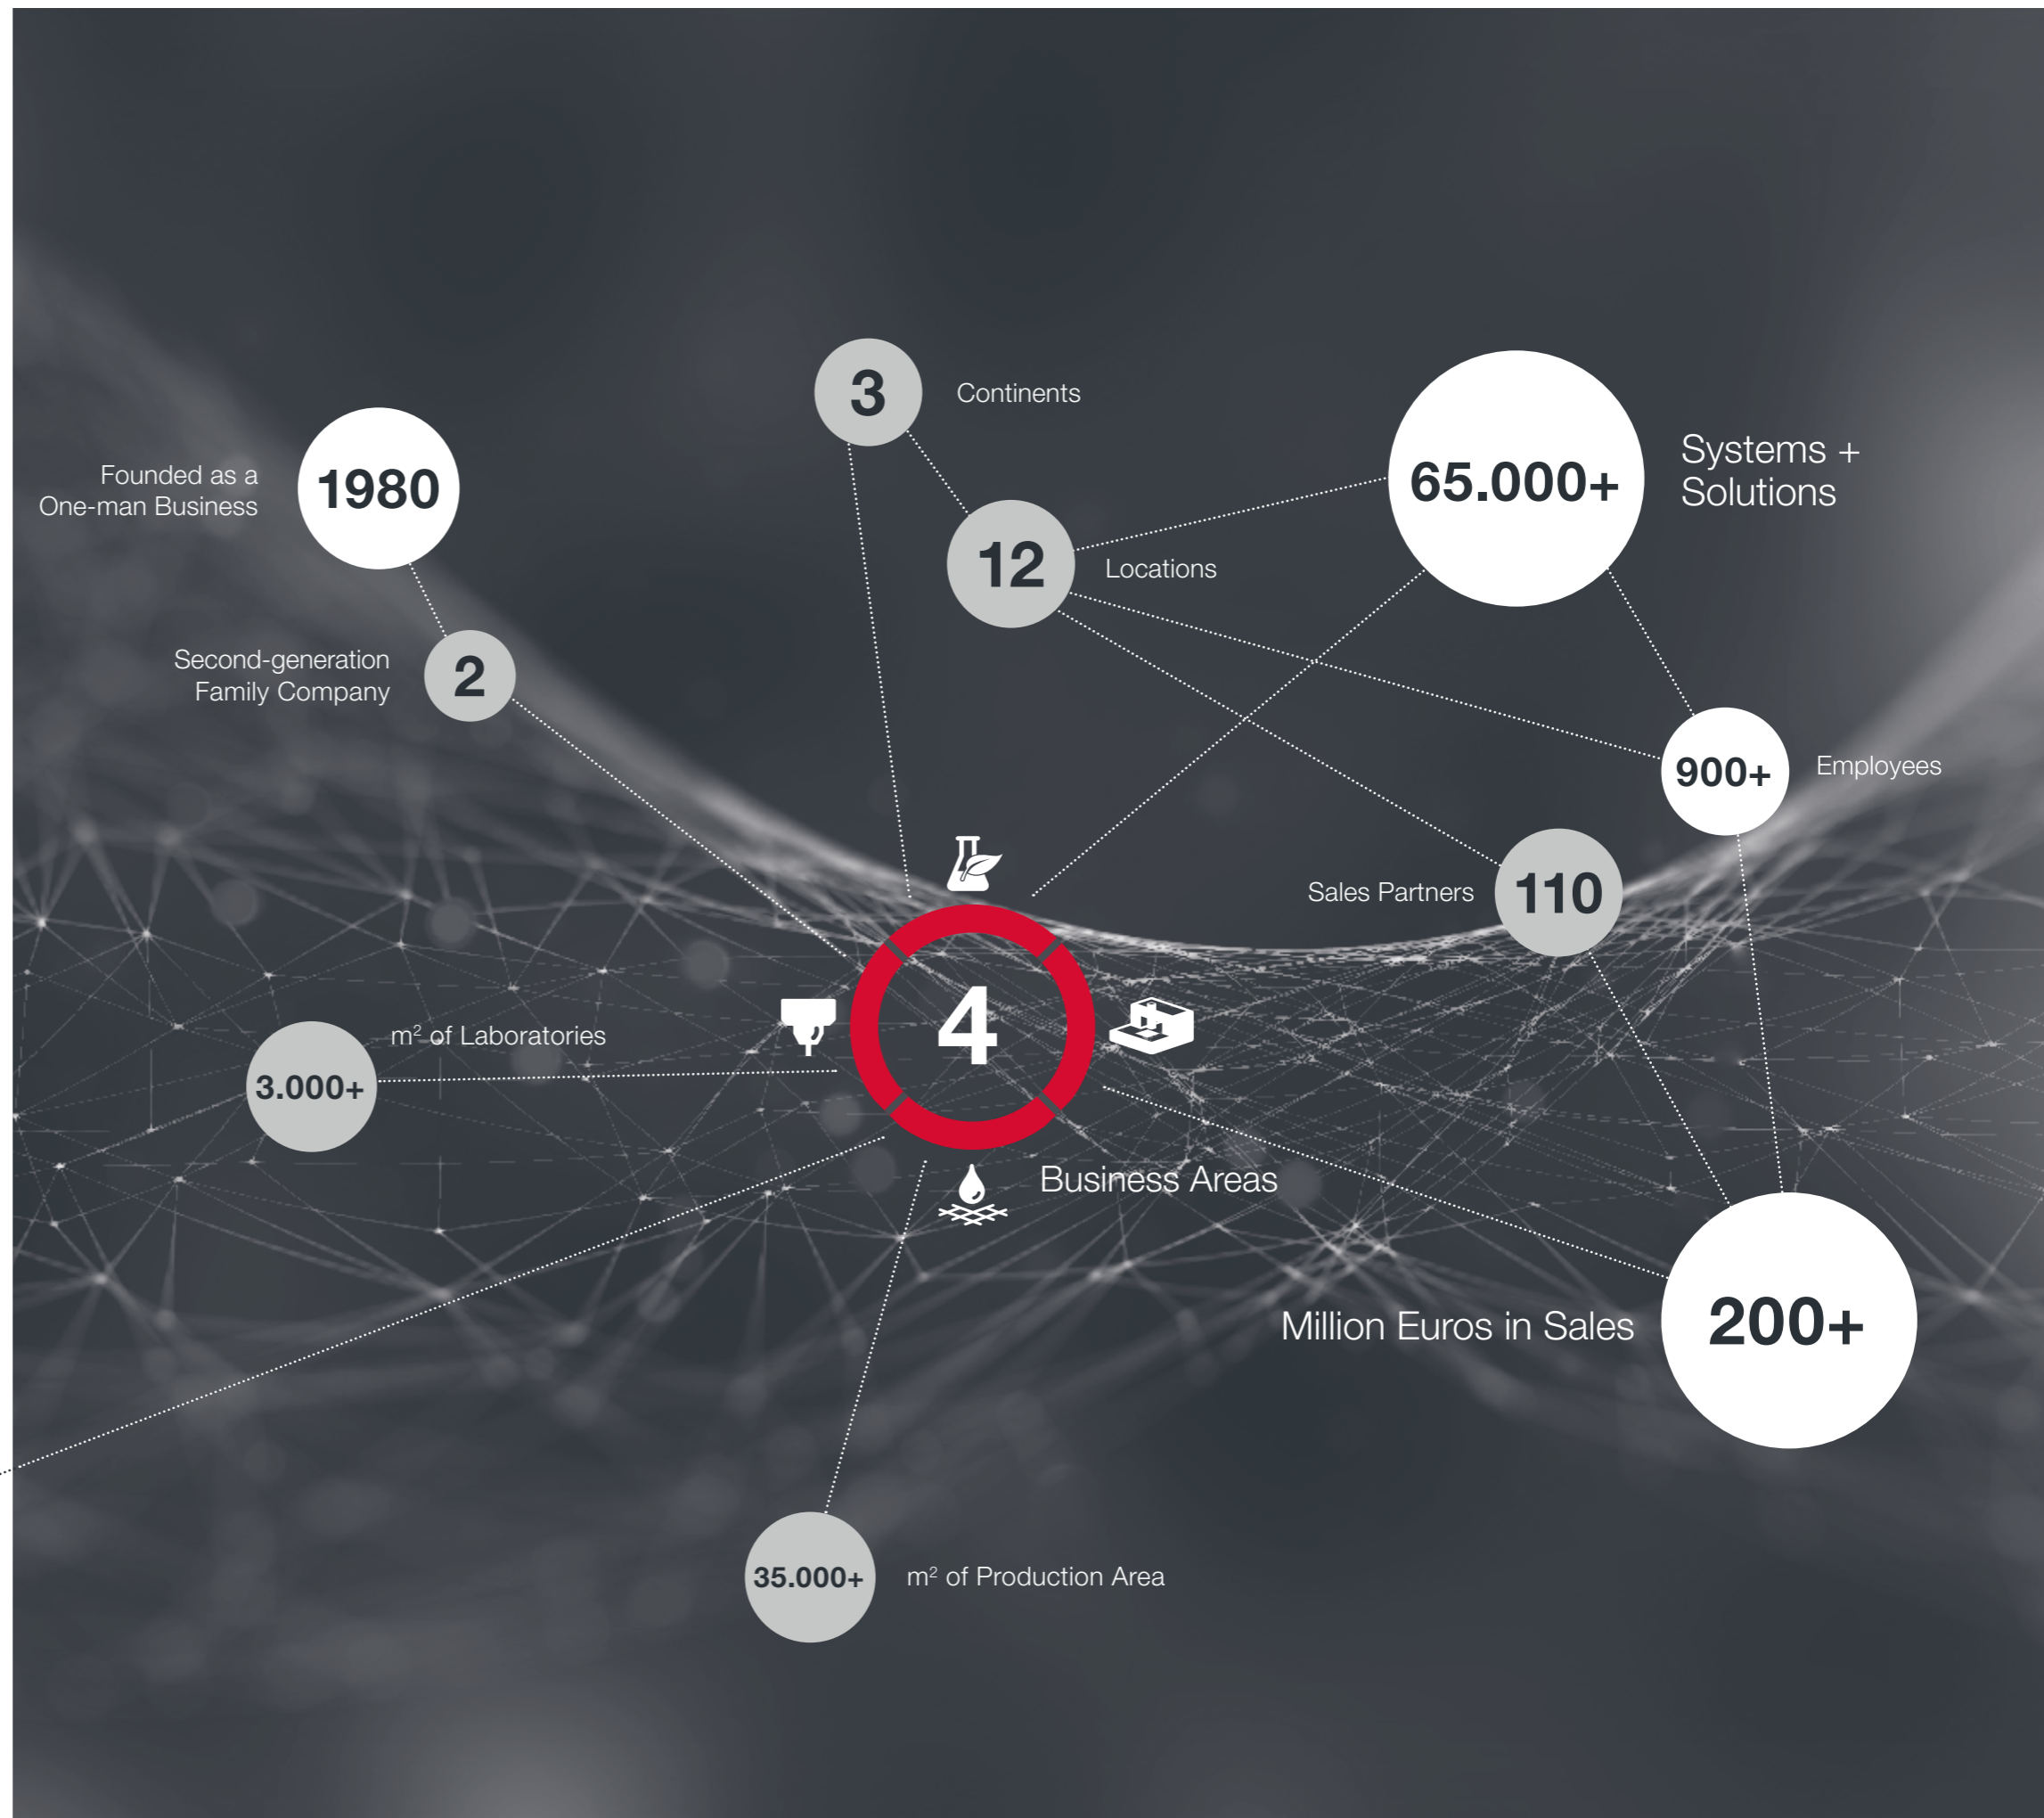 3
Continents
65.000+
Systems +
Solutions
Founded as a
One-man Business
1980
12
Locations
Second-generation
Family Company
2
900+
Employees
Sales Partners
110
4
m² of Laboratories
3.000+
Business Areas
Million Euros in Sales
200+
35.000+
m² of Production Area